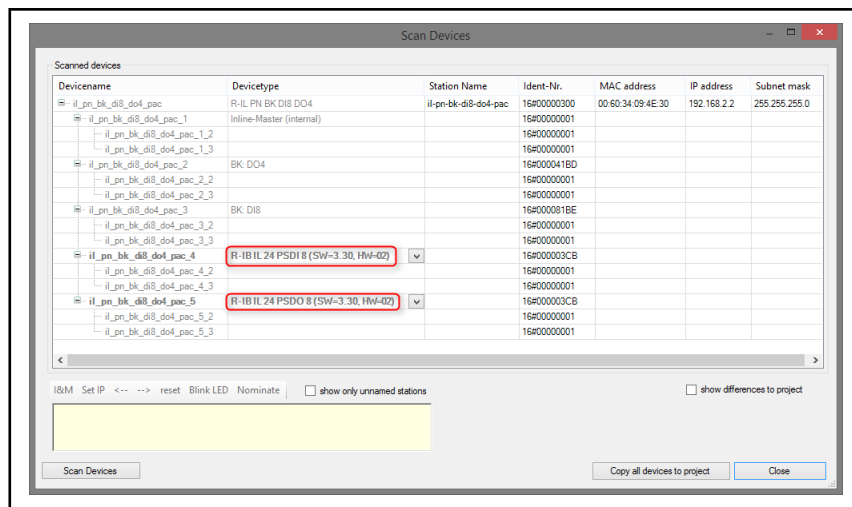 Scan Devices
Scanned devices
Devicename Devicetype Station Name Ident-Nr. MAC address IP address Subnet mask
il_pn_bk_di8_do4_pac R-IL PN BK DI8 DO4 il-pn-bk-di8-do4-pac 16#00000300 00:60:34:09:4E:30 192.168.2.2 255.255.255.0
il_pn_bk_di8_do4_pac_1 Inline-Master (internal) 16#00000001
il_pn_bk_di8_do4_pac_1_2 16#00000001
il_pn_bk_di8_do4_pac_1_3 16#00000001
il_pn_bk_di8_do4_pac_2 BK: DO4 16#000041BD
il_pn_bk_di8_do4_pac_2_2 16#00000001
il_pn_bk_di8_do4_pac_2_3 16#00000001
il_pn_bk_di8_do4_pac_3 BK: DI8 16#000081BE
il_pn_bk_di8_do4_pac_3_2 16#00000001
il_pn_bk_di8_do4_pac_3_3 16#00000001
il_pn_bk_di8_do4_pac_4 R-IB IL 24 PSDI 8 (SW=3.30, HW=02) 16#000003CB
il_pn_bk_di8_do4_pac_4_2 16#00000001
il_pn_bk_di8_do4_pac_4_3 16#00000001
il_pn_bk_di8_do4_pac_5 R-IB IL 24 PSDO 8 (SW=3.30, HW=02) 16#000003CB
il_pn_bk_di8_do4_pac_5_2 16#00000001
il_pn_bk_di8_do4_pac_5_3 16#00000001
I&M Set IP <-- --> reset Blink LED Nominate show only unnamed stations show differences to project
Scan Devices Copy all devices to project Close